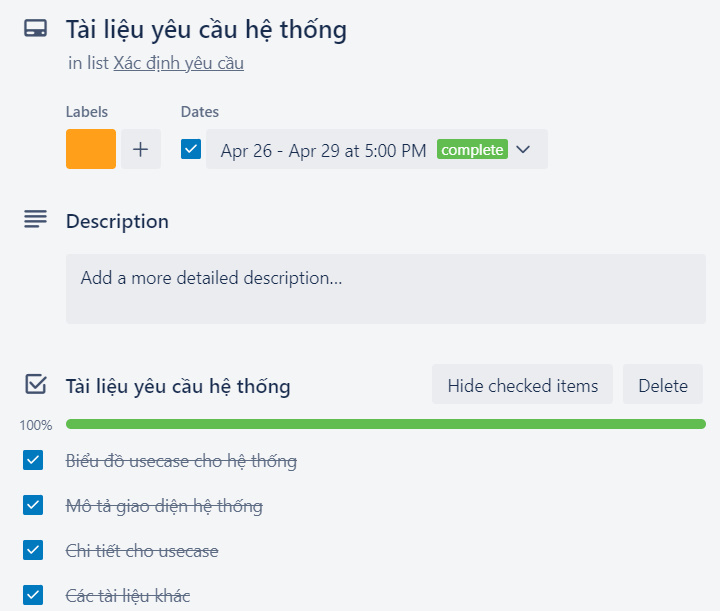 Tài liệu yêu cầu hệ thống
in list Xác định yêu cầu
Labels Dates
Apr 26 - Apr 29 at 5:00 PM complete
Description
Add a more detailed description...
Tài liệu yêu cầu hệ thống Hide checked items Delete
100%
Biểu đồ usecase cho hệ thống
Mô tả giao diện hệ thống
Chi tiết cho usecase
Các tài liệu khác